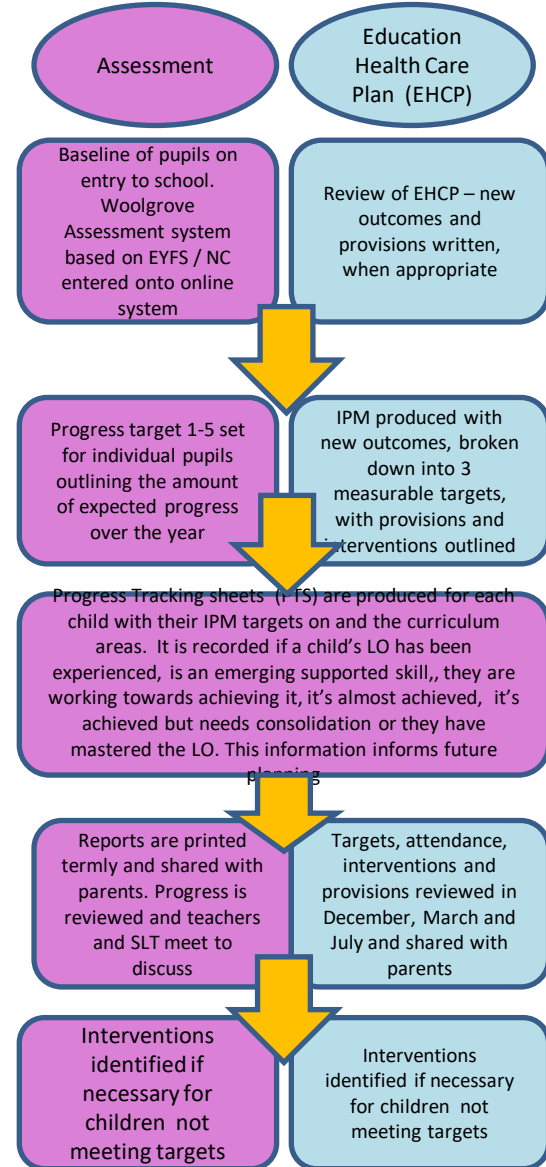 Assessment
Education
Health Care
Plan (EHCP)
Baseline of pupils on
entry to school.
Woolgrove
Assessment system
based on EYFS / NC
entered onto online
system
Review of EHCP – new
outcomes and
provisions written,
when appropriate
Progress target 1-5 set
for individual pupils
outlining the amount
of expected progress
over the year
IPM produced with
new outcomes, broken
down into 3
measurable targets,
with provisions and
interventions outlined
Progress Tracking sheets (PTS) are produced for each
child with their IPM targets on and the curriculum
areas. It is recorded if a child's LO has been
experienced, is an emerging supported skill,, they are
working towards achieving it, it's almost achieved, it's
achieved but needs consolidation or they have
mastered the LO. This information informs future
planning
Reports are printed
termly and shared with
parents. Progress is
reviewed and teachers
and SLT meet to
discuss
Targets, attendance,
interventions and
provisions reviewed in
December, March and
July and shared with
parents
Interventions
identified if
necessary for
children not
meeting targets
Interventions
identified if necessary
for children not
meeting targets